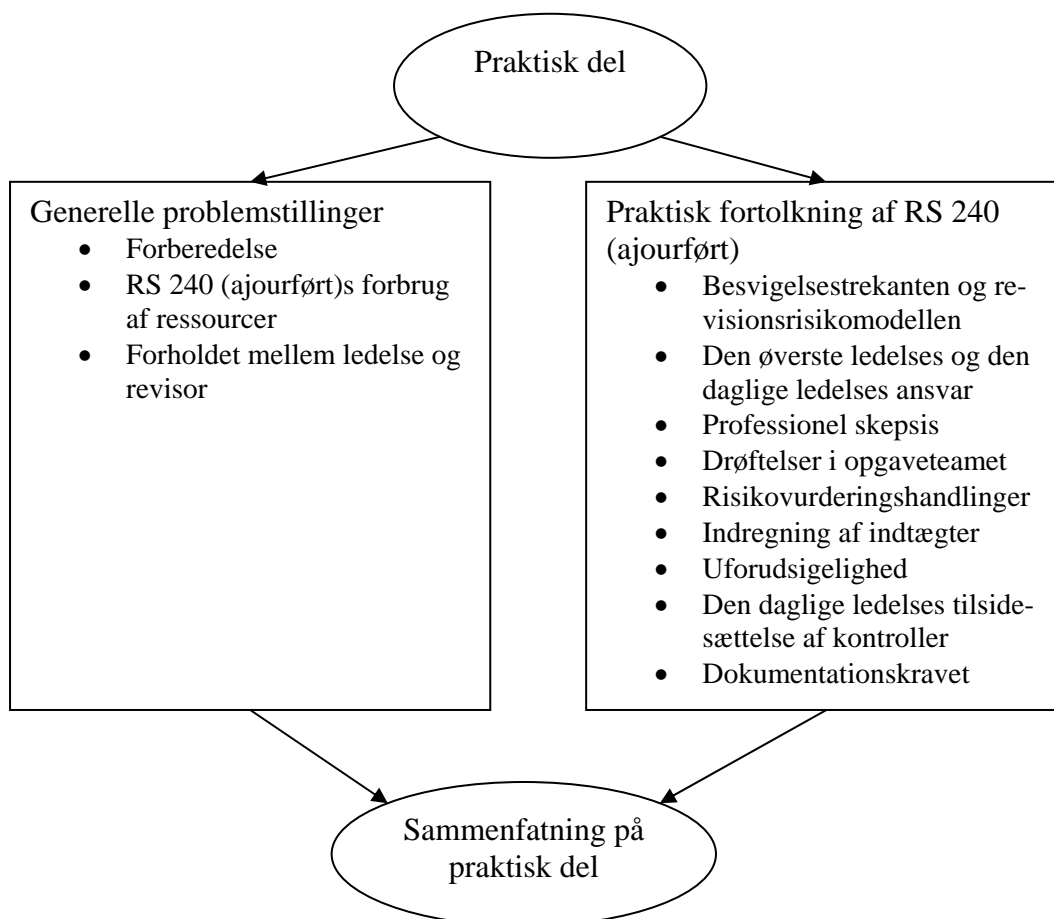 Praktisk del
Generelle problemstillinger
• Forberedelse
• RS 240 (ajourført)s forbrug
af ressourcer
• Forholdet mellem ledelse og
revisor
Praktisk fortolkning af RS 240
(ajourført)
• Besvigelsestrekanten og re-
visionsrisikomodellen
• Den øverste ledelses og den
daglige ledelses ansvar
• Professionel skepsis
• Drøftelser i opgaveteamet
• Risikovurderingshandlinger
• Indregning af indtægter
• Uforudsigelighed
• Den daglige ledelses tilside-
sættelse af kontroller
• Dokumentationskravet
Sammenfatning på
praktisk del